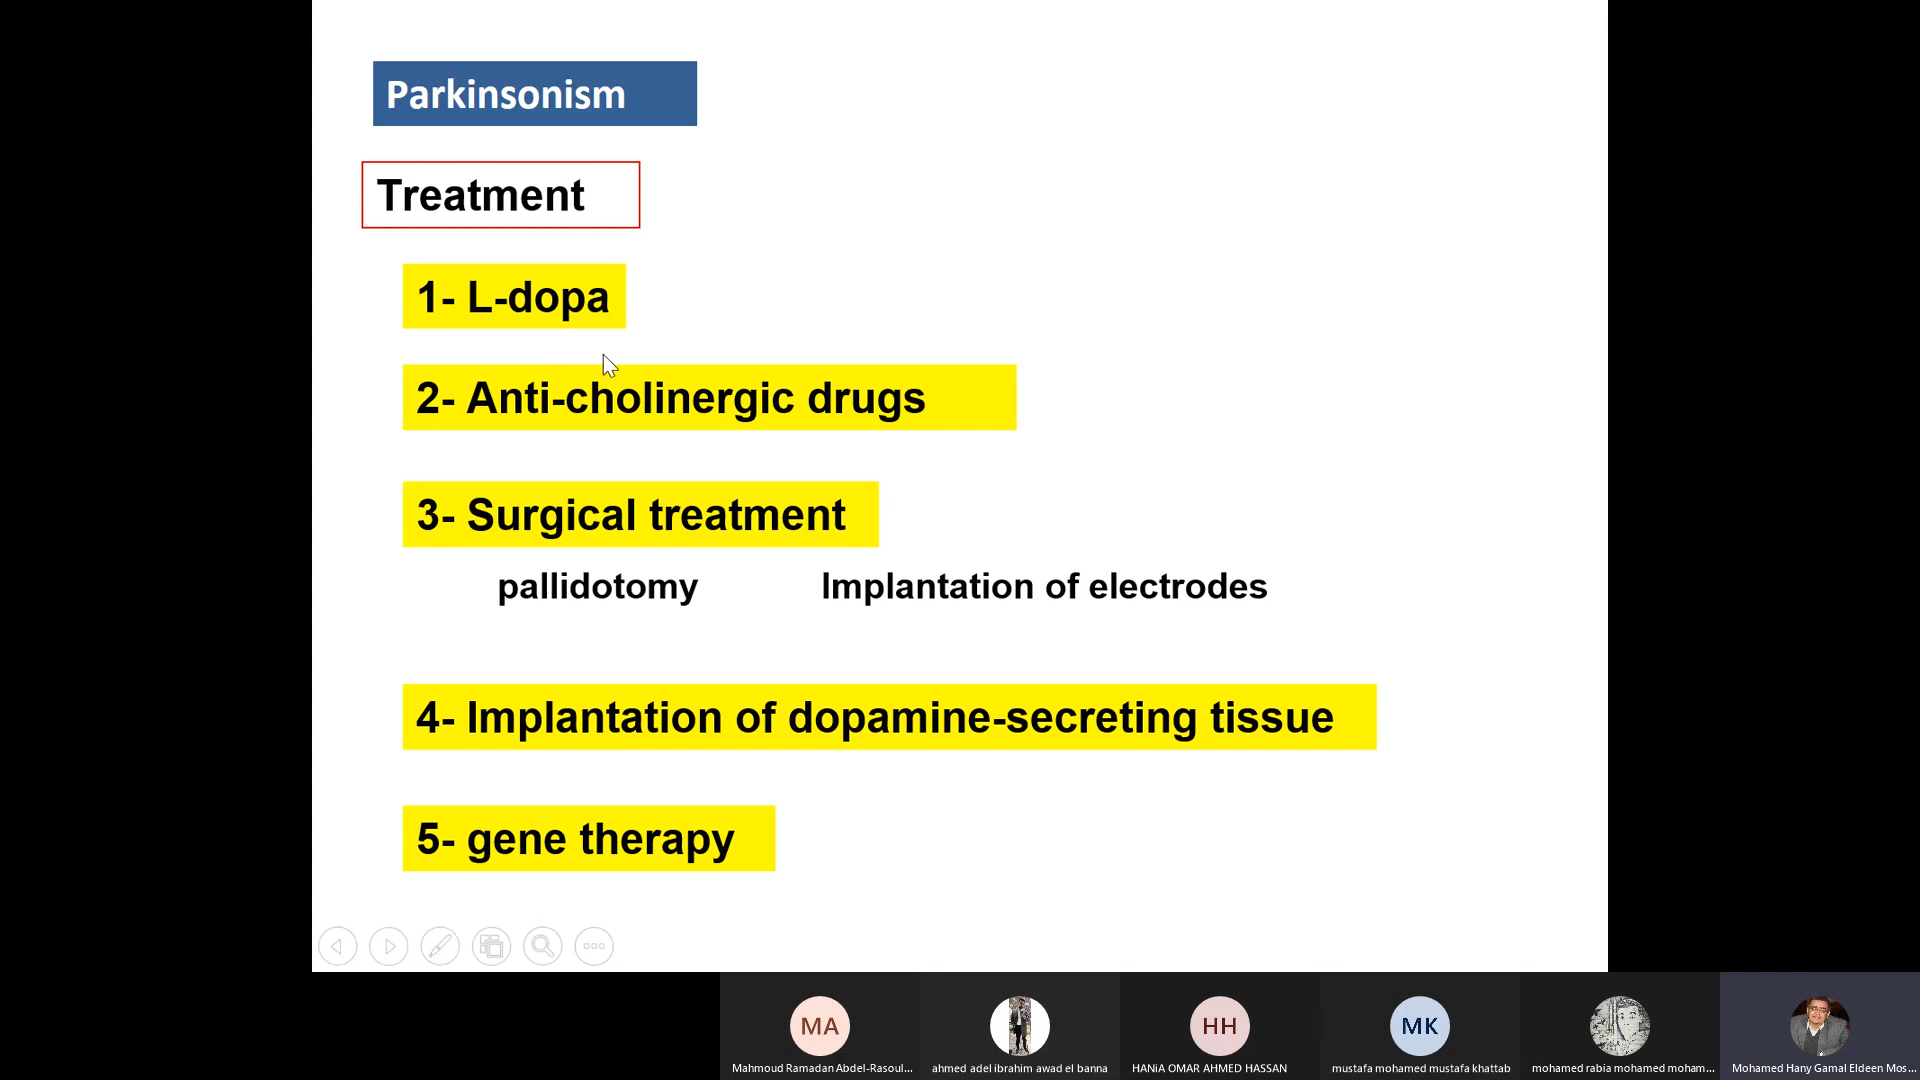 Parkinsonism
Treatment
1- L-dopa
2- Anti-cholinergic drugs
3- Surgical treatment
pallidotomy Implantation of electrodes
4- Implantation of dopamine-secreting tissue
5- gene therapy
MA HH MK
Mahmoud Ramadan Abdel-Rasoul... ahmed adel ibrahim awad el banna HANiA OMAR AHMED HASSAN mustafa mohamed mustafa khattab mohamed rabia mohamed moham... Mohamed Hany Gamal Eldeen Mos...